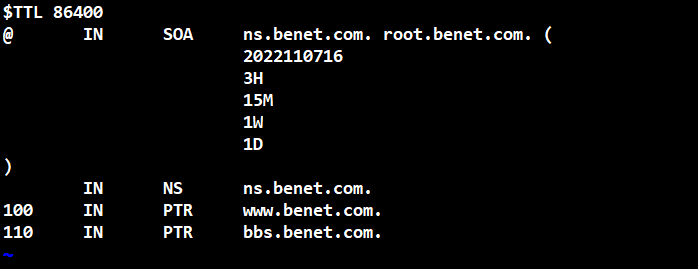 $TTL 86400
@ IN SOA ns.benet.com. root.benet.com. (
2022110716
3H
15M
1W
1D
)
IN NS ns.benet.com.
100 IN PTR www.benet.com.
110 IN PTR bbs.benet.com.
~